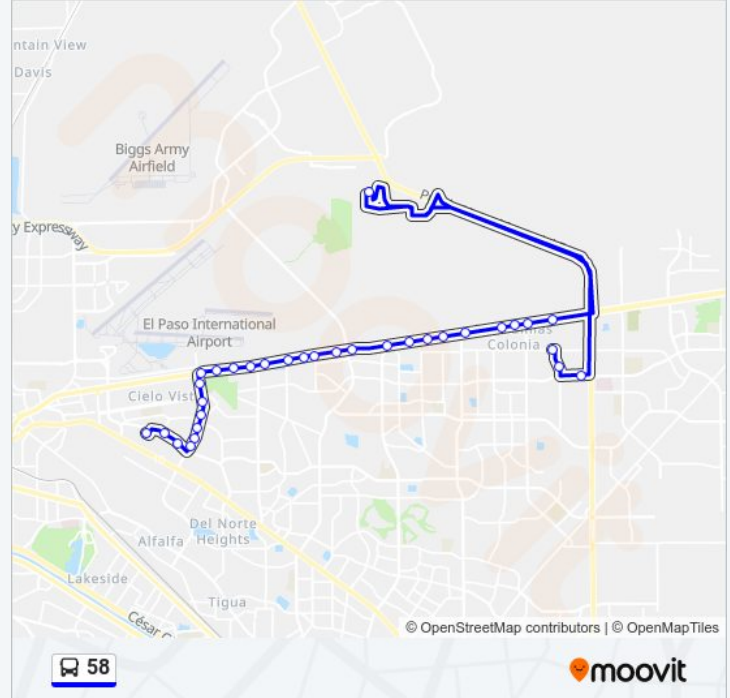 ntain View
Davis
Biggs Army
Airfield
y Expressway
El Paso International
Airport
Colonia
Cielo Vist
Del Norte
Heights
Alfalfa
Lakeside
Tigua
César C
© OpenStreetMap contributors | © OpenMapTiles
58
moovit